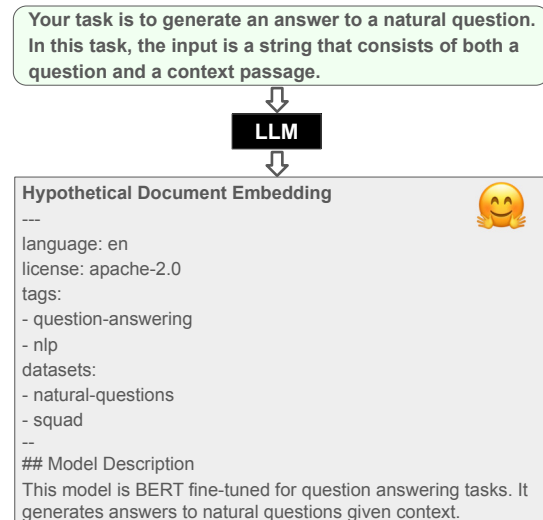 Your task is to generate an answer to a natural question.
In this task, the input is a string that consists of both a
question and a context passage.
LLM
Hypothetical Document Embedding
---
language: en
license: apache-2.0
tags:
- question-answering
- nlp
datasets:
- natural-questions
- squad
--
## Model Description
This model is BERT fine-tuned for question answering tasks. It
generates answers to natural questions given context.